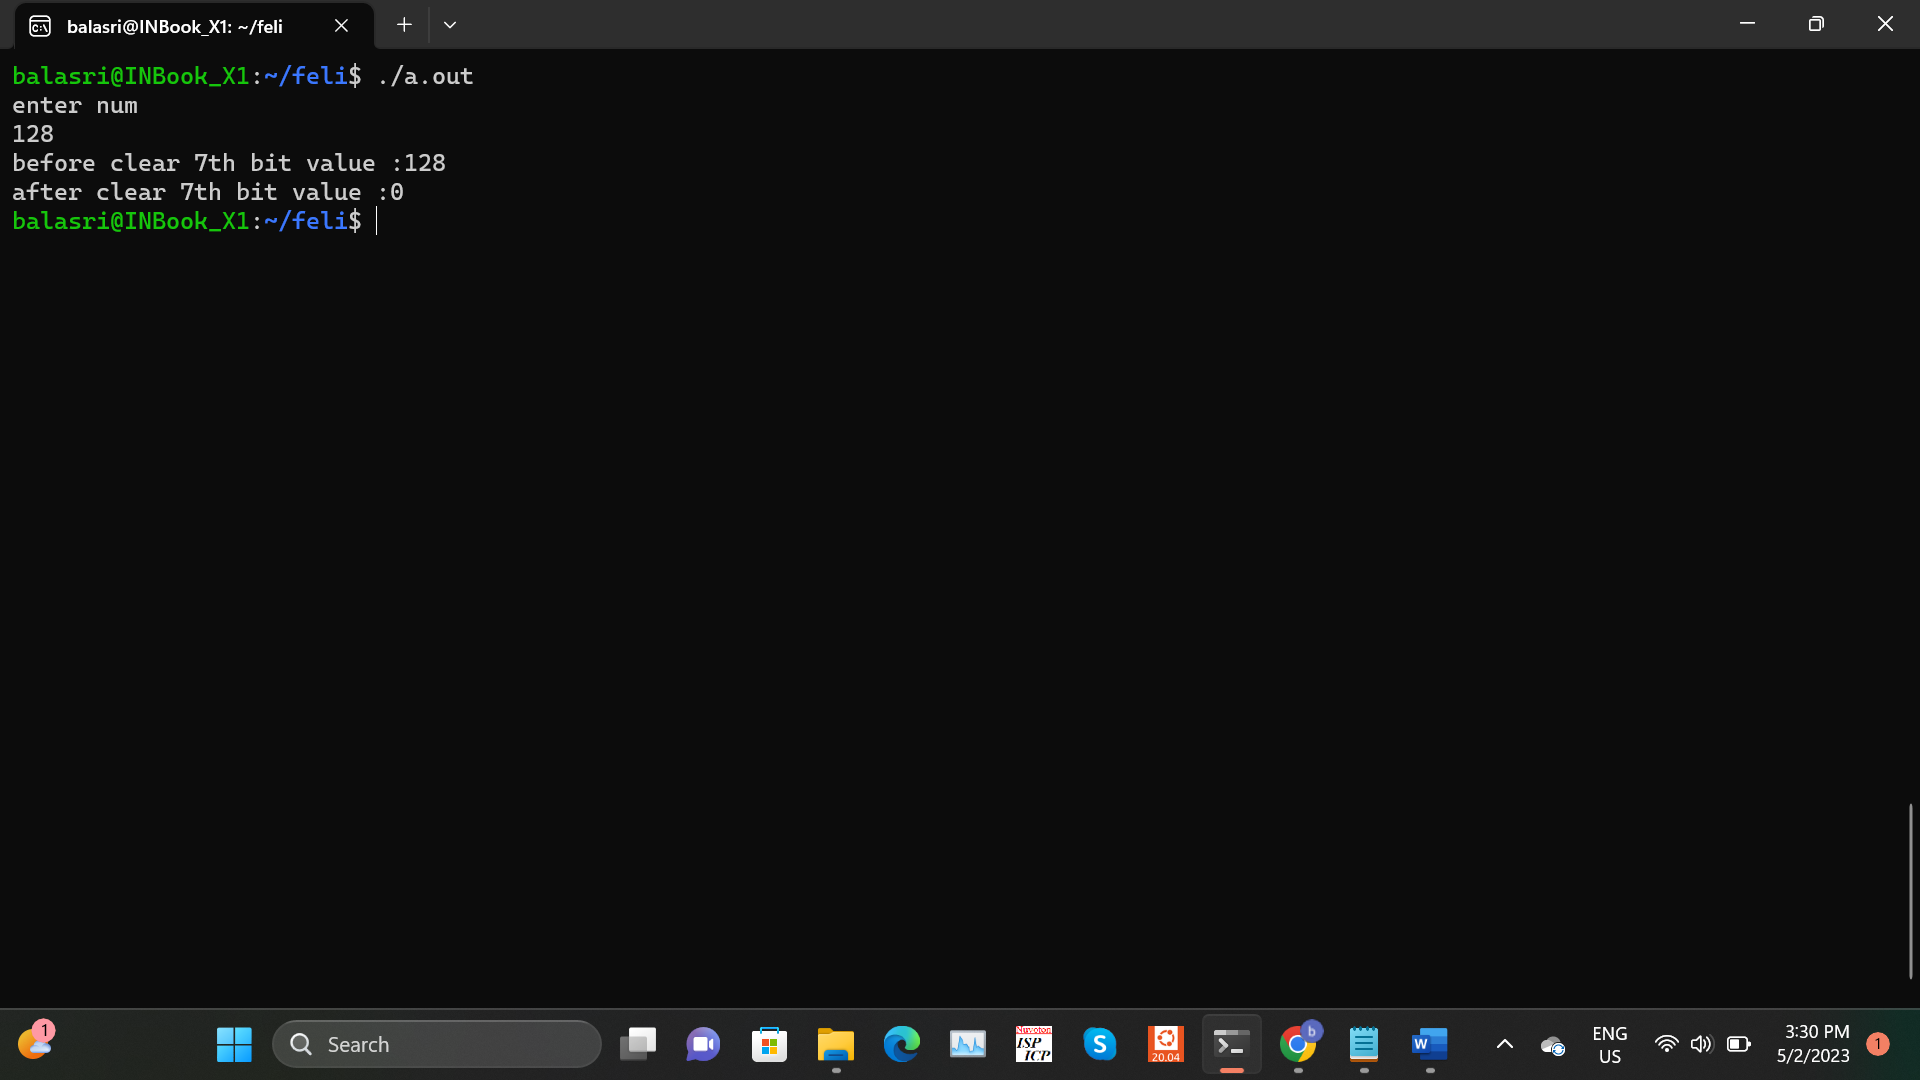 balasri@INBook_X1: ~/feli
balasri@INBook_X1:~/feli$ ./a.out
enter num
128
before clear 7th bit value :128
after clear 7th bit value :0
balasri@INBook_X1:~/feli$
1
Search
Nuvoton
ISP
ICP
S
20.04
b
W
ENG
US
3:30 PM
5/2/2023
1